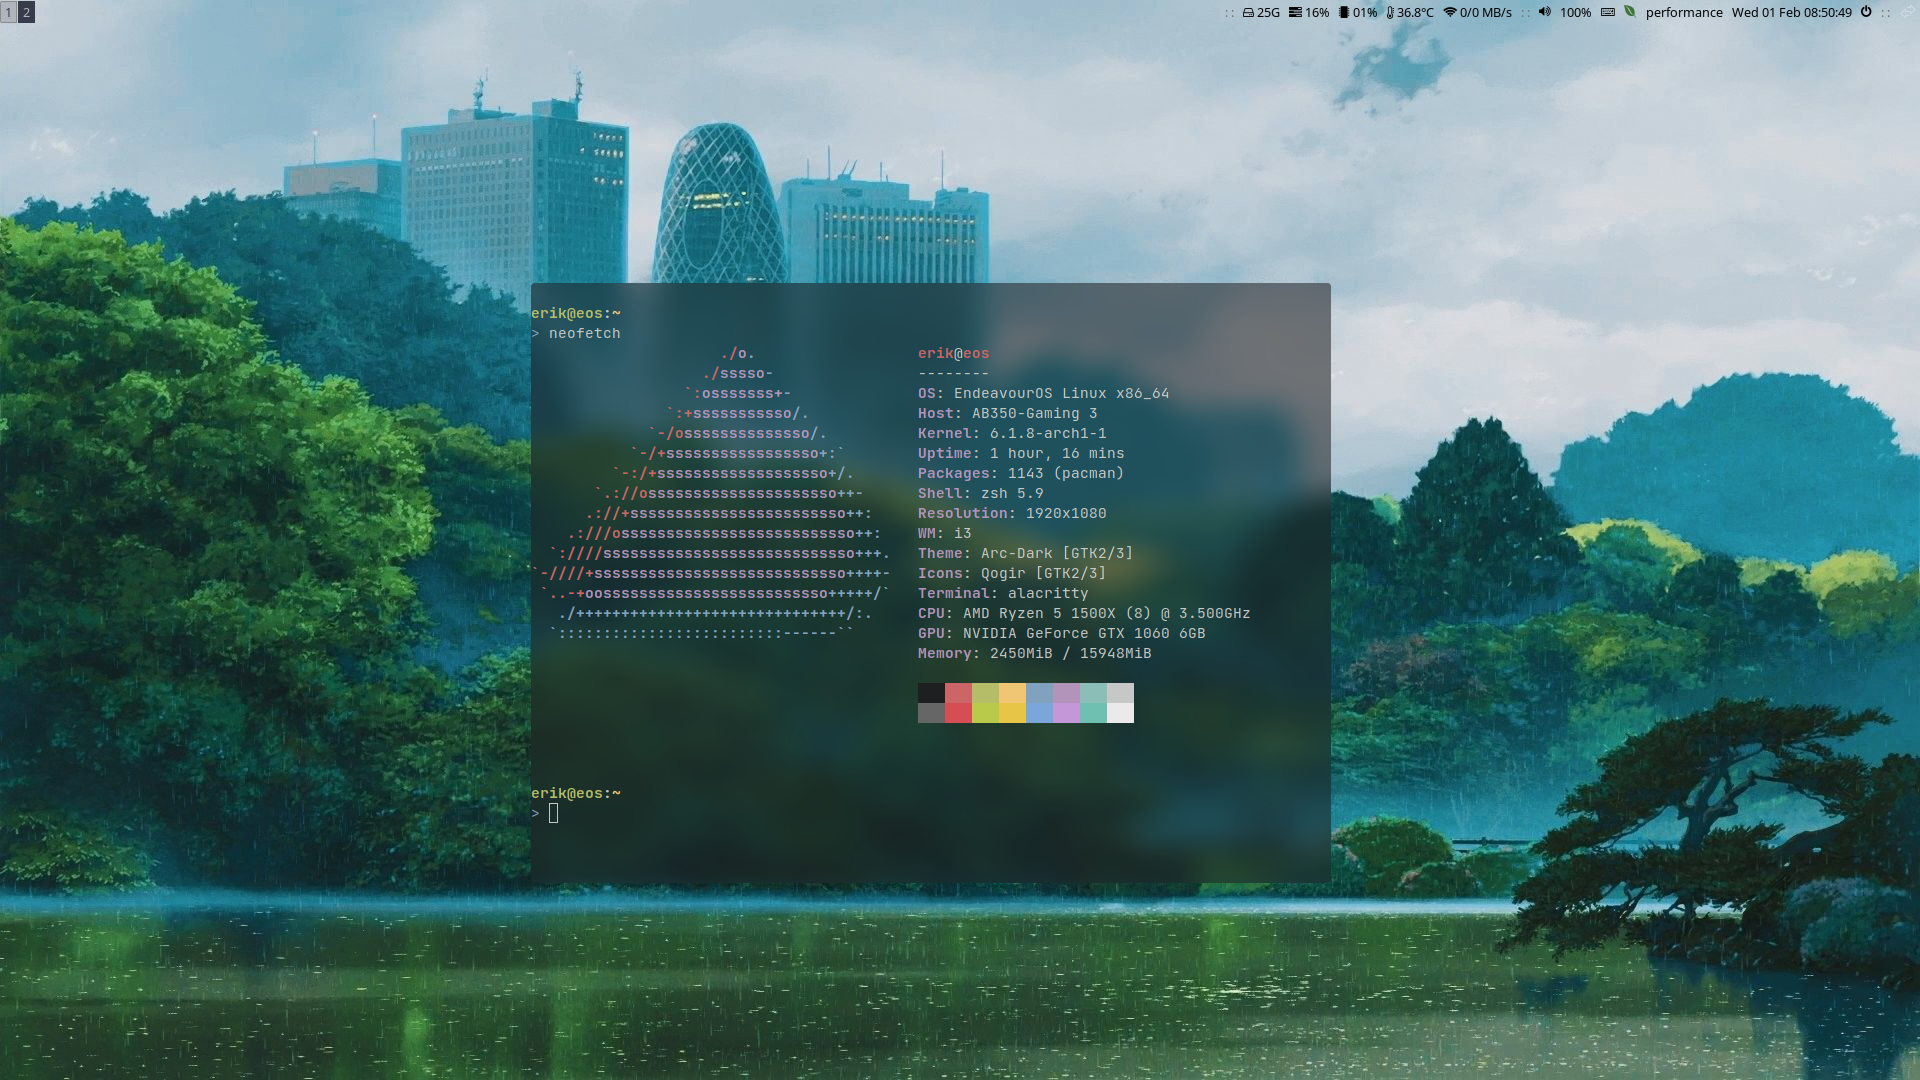 1 2 :: 25G 16% 01% 36.8°C 0/0 MB/s :: 100% performance Wed 01 Feb 08:50:49 ::
erik@eos:~
> neofetch
./o. erik@eos
./sssso- --------
`:osssssss+- OS: EndeavourOS Linux x86_64
`:+sssssssssso/. Host: AB350-Gaming 3
`-/ossssssssssssso/. Kernel: 6.1.8-arch1-1
`-/+sssssssssssssssso+:` Uptime: 1 hour, 16 mins
`-:/+sssssssssssssssssso+/. Packages: 1143 (pacman)
`.://osssssssssssssssssssso++- Shell: zsh 5.9
.://+ssssssssssssssssssssssso++: Resolution: 1920x1080
.:///ossssssssssssssssssssssssso++: WM: i3
`:////ssssssssssssssssssssssssssso+++. Theme: Arc-Dark [GTK2/3]
`-////+ssssssssssssssssssssssssssso++++- Icons: Qogir [GTK2/3]
`..-+oosssssssssssssssssssssssso+++++/` Terminal: alacritty
./++++++++++++++++++++++++++++++/:. CPU: AMD Ryzen 5 1500X (8) @ 3.500GHz
`:::::::::::::::::::::::::------`` GPU: NVIDIA GeForce GTX 1060 6GB
Memory: 2450MiB / 15948MiB
erik@eos:~
>